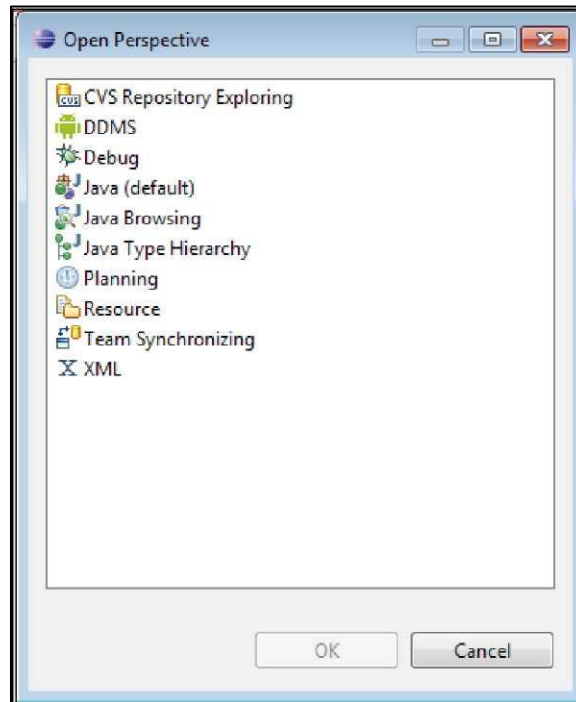 Open Perspective
CVS CVS Repository Exploring
DDMS
Debug
Java (default)
Java Browsing
Java Type Hierarchy
Planning
Resource
Team Synchronizing
X XML
OK
Cancel